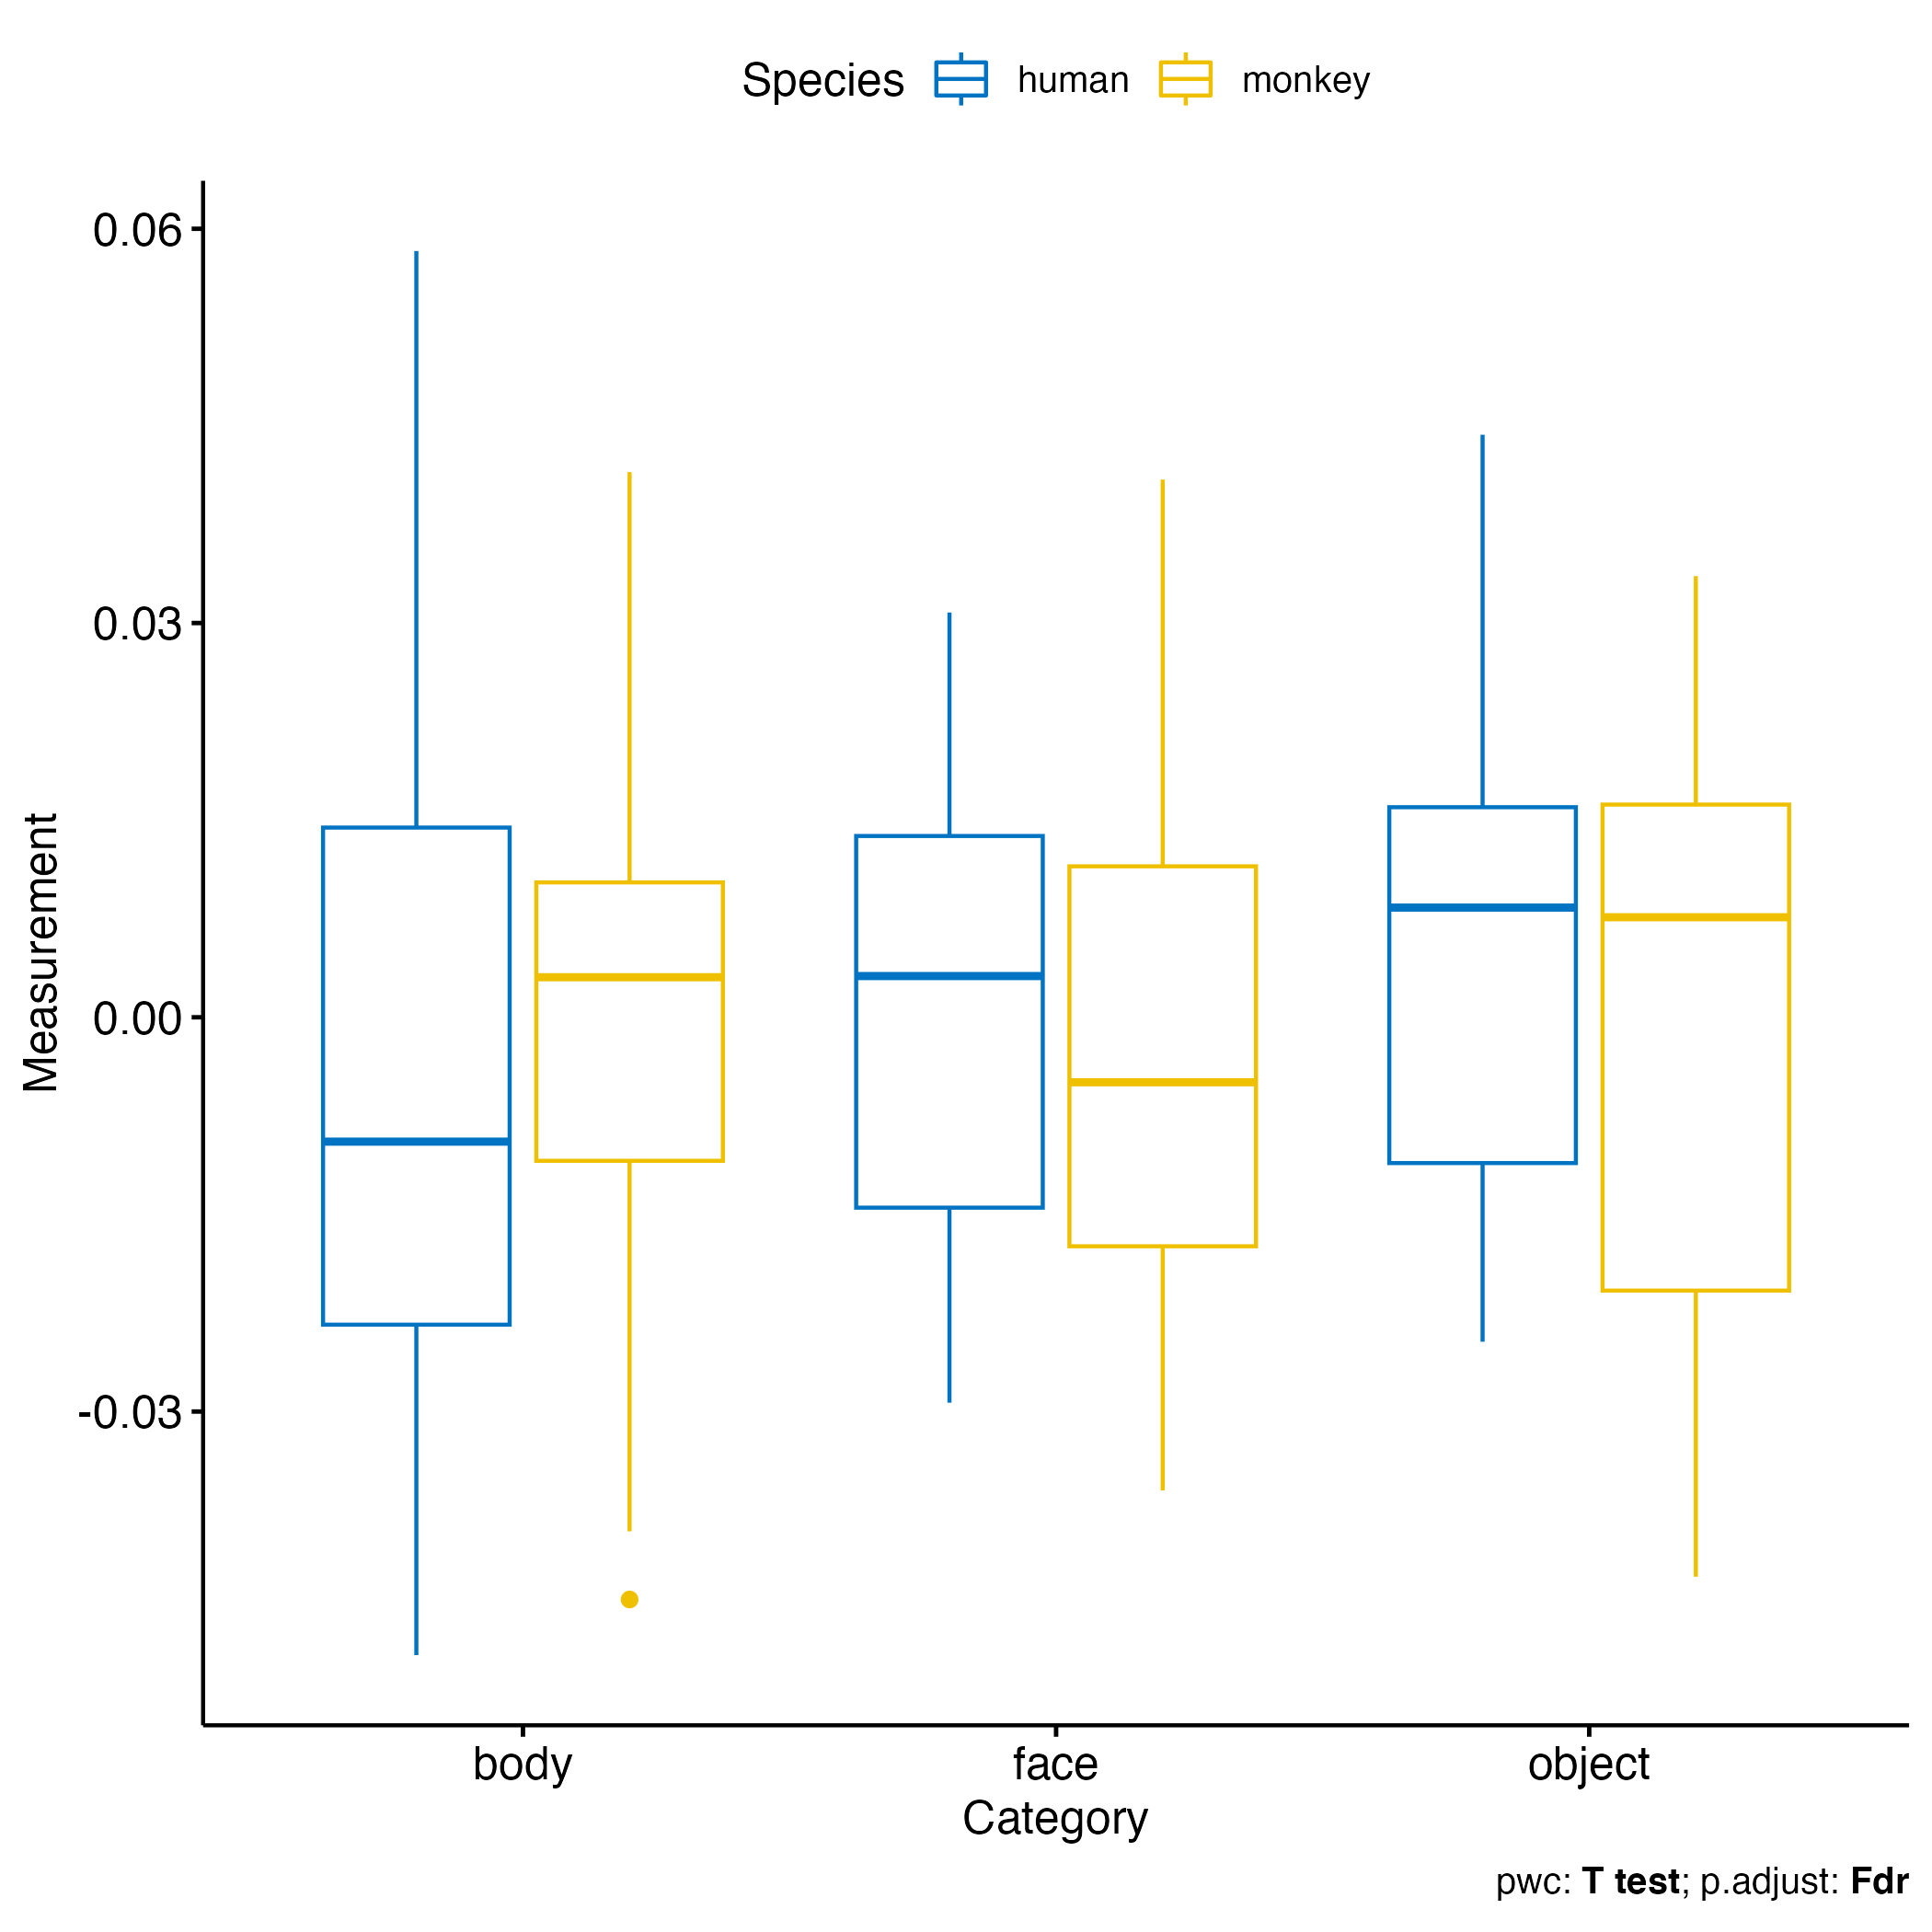 Species human monkey
0.06
0.03
0.00
-0.03
Measurement
body face object
Category
pwc: T test; p.adjust: Fdr